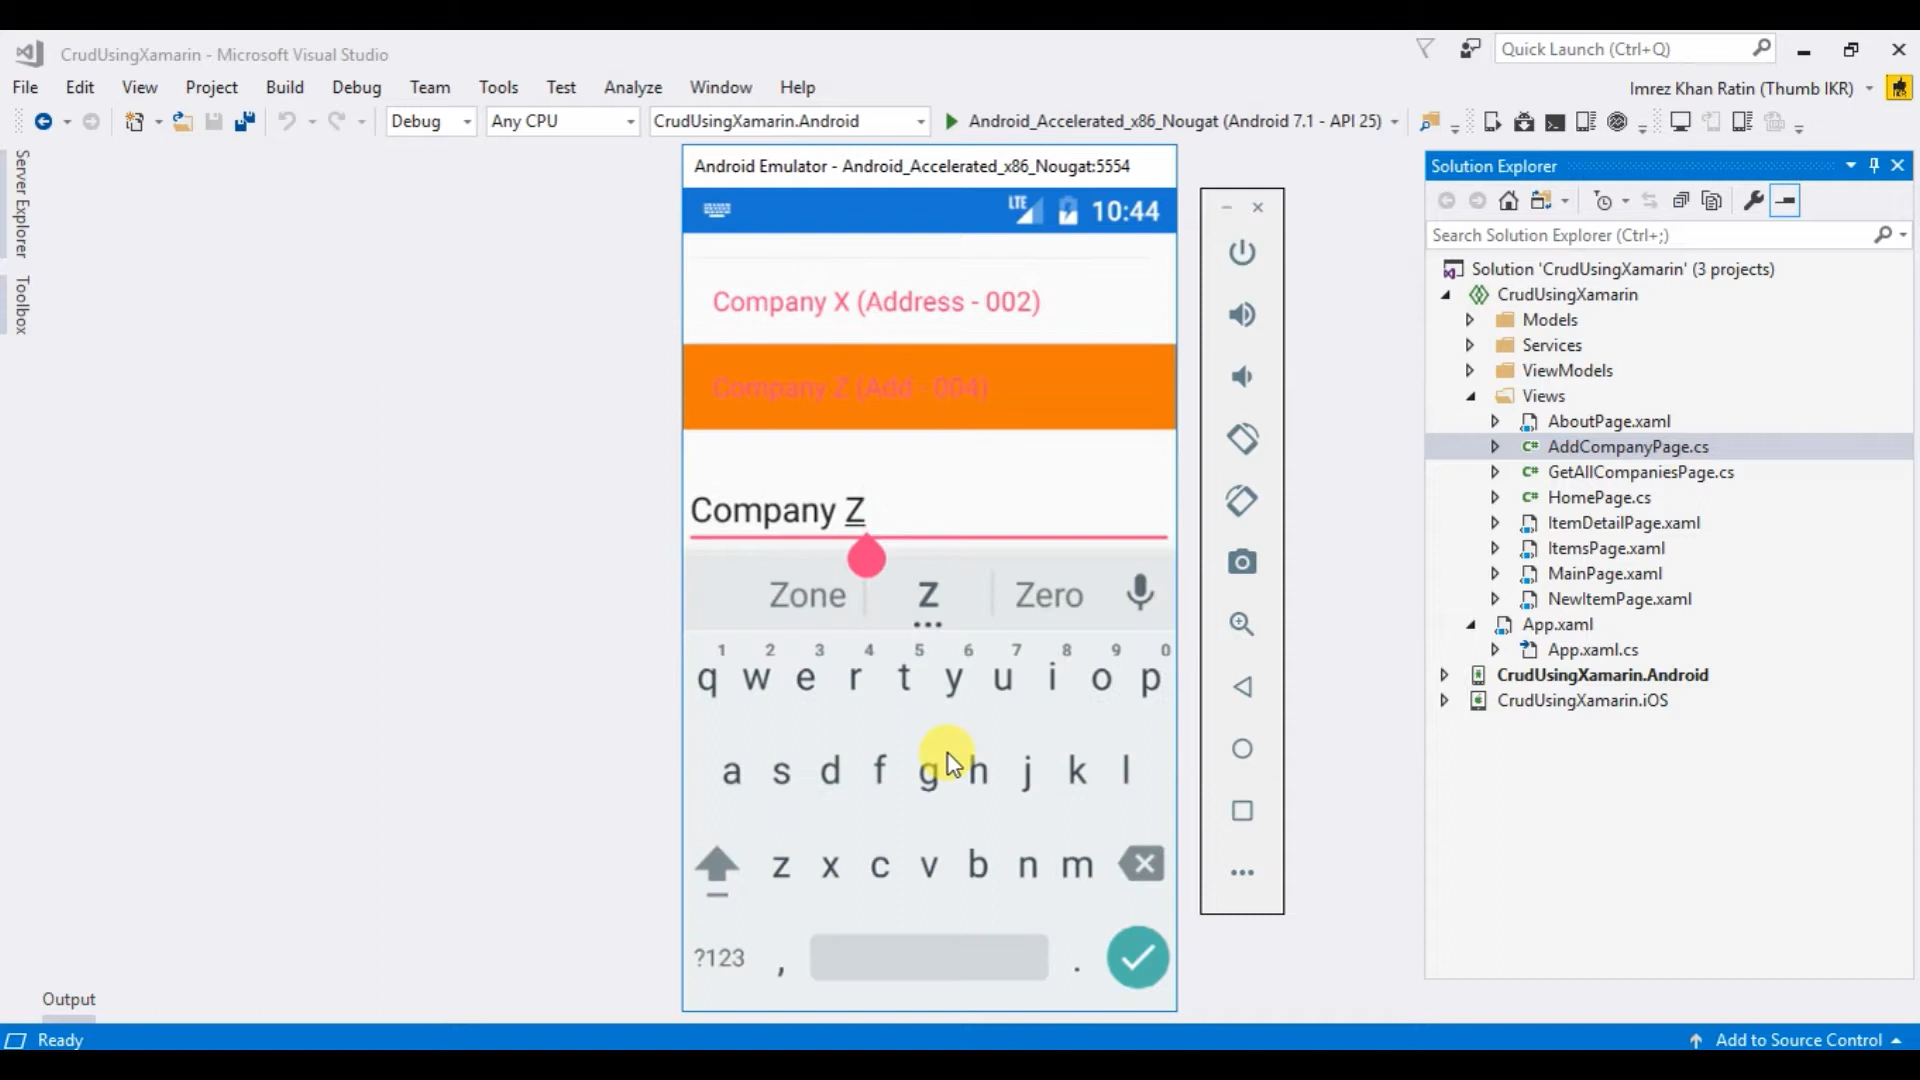 CrudUsingXamarin - Microsoft Visual Studio
Quick Launch (Ctrl+Q)
File Edit View Project Build Debug Team Tools Test Analyze Window Help
Imrez Khan Ratin (Thumb IKR)
Debug Any CPU CrudUsingXamarin.Android Android_Accelerated_x86_Nougat (Android 7.1 - API 25)
Server Explorer
Toolbox
Android Emulator - Android_Accelerated_x86_Nougat:5554
LTE 10:44
Company X (Address - 002)
Company Z (Add - 004)
Company Z
Zone Z Zero
1 2 3 4 5 6 7 8 9 0
q w e r t y u i o p
a s d f g h j k l
z x c v b n m
?123 , .
Solution Explorer
Search Solution Explorer (Ctrl+;)
Solution 'CrudUsingXamarin' (3 projects)
CrudUsingXamarin
Models
Services
ViewModels
Views
AboutPage.xaml
C# AddCompanyPage.cs
C# GetAllCompaniesPage.cs
C# HomePage.cs
ItemDetailPage.xaml
ItemsPage.xaml
MainPage.xaml
NewItemPage.xaml
App.xaml
App.xaml.cs
CrudUsingXamarin.Android
CrudUsingXamarin.iOS
Output
Ready
Add to Source Control